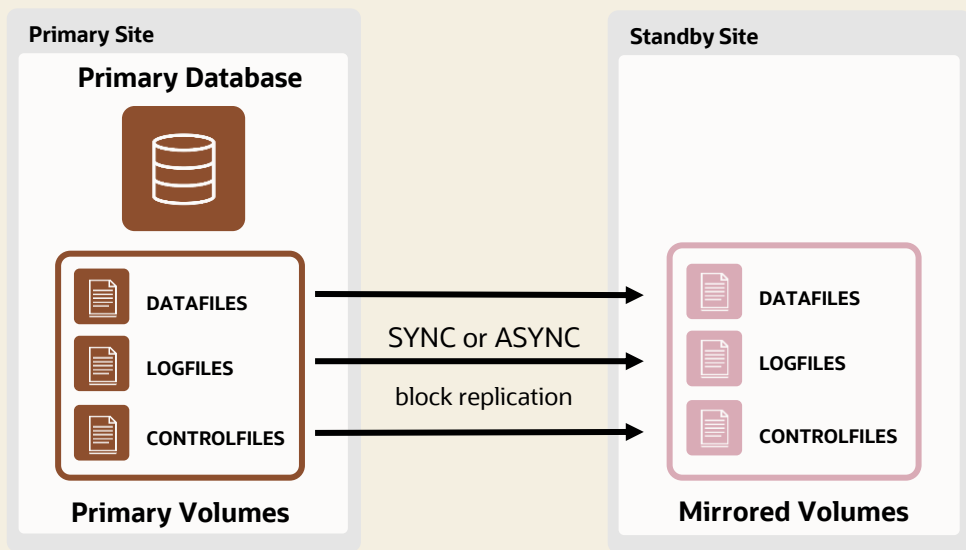 Primary Site
Primary Database
DATAFILES
LOGFILES
CONTROLFILES
Primary Volumes
SYNC or ASYNC
block replication
Standby Site
DATAFILES
LOGFILES
CONTROLFILES
Mirrored Volumes